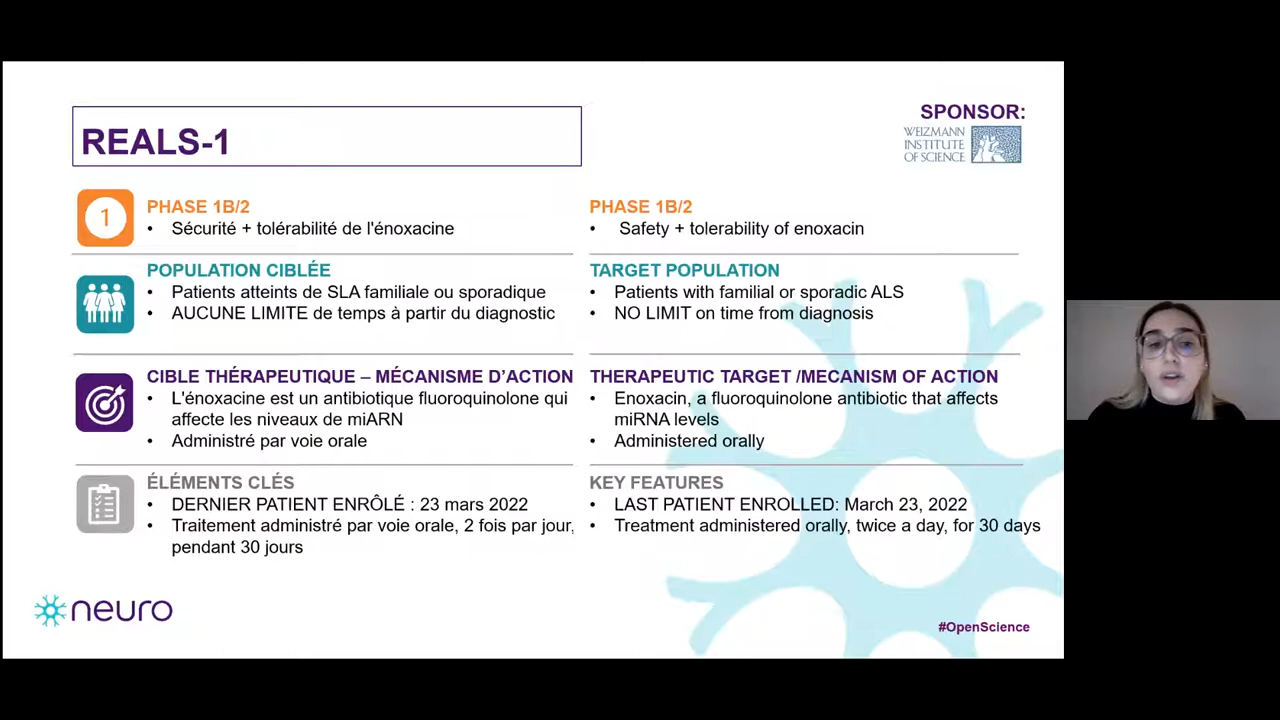 REALS-1
SPONSOR:
WEIZMANN
INSTITUTE
OF SCIENCE
1
PHASE 1B/2
• Sécurité + tolérabilité de l'énoxacine
PHASE 1B/2
• Safety + tolerability of enoxacin
POPULATION CIBLÉE
• Patients atteints de SLA familiale ou sporadique
• AUCUNE LIMITE de temps à partir du diagnostic
TARGET POPULATION
• Patients with familial or sporadic ALS
• NO LIMIT on time from diagnosis
CIBLE THÉRAPEUTIQUE – MÉCANISME D'ACTION
• L'énoxacine est un antibiotique fluoroquinolone qui
affecte les niveaux de miARN
• Administré par voie orale
THERAPEUTIC TARGET /MECANISM OF ACTION
• Enoxacin, a fluoroquinolone antibiotic that affects
miRNA levels
• Administered orally
ÉLÉMENTS CLÉS
• DERNIER PATIENT ENRÔLÉ : 23 mars 2022
• Traitement administré par voie orale, 2 fois par jour,
pendant 30 jours
KEY FEATURES
• LAST PATIENT ENROLLED: March 23, 2022
• Treatment administered orally, twice a day, for 30 days
neuro
#OpenScience